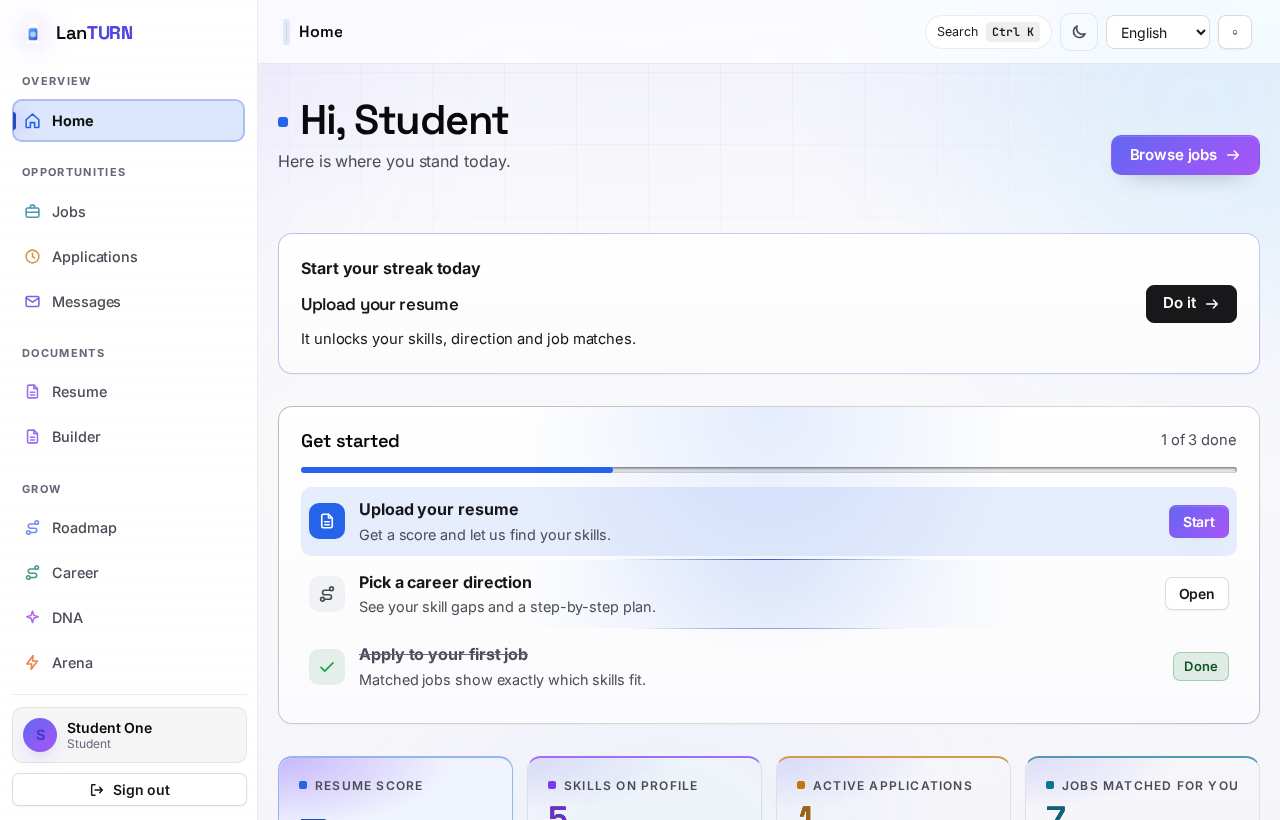 LanTURN
OVERVIEW
Home
OPPORTUNITIES
Jobs
Applications
Messages
DOCUMENTS
Resume
Builder
GROW
Roadmap
Career
DNA
Arena
S
Student One
Student
Sign out
Home
Search Ctrl K
English
Hi, Student
Here is where you stand today.
Browse jobs
Start your streak today
Upload your resume
It unlocks your skills, direction and job matches.
Do it
Get started
1 of 3 done
Upload your resume
Get a score and let us find your skills.
Start
Pick a career direction
See your skill gaps and a step-by-step plan.
Open
Apply to your first job
Matched jobs show exactly which skills fit.
Done
RESUME SCORE
SKILLS ON PROFILE
5
ACTIVE APPLICATIONS
1
JOBS MATCHED FOR YOU
7